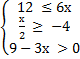 12 ≤ 6x
x/2 ≥ −4
9 − 3x > 0